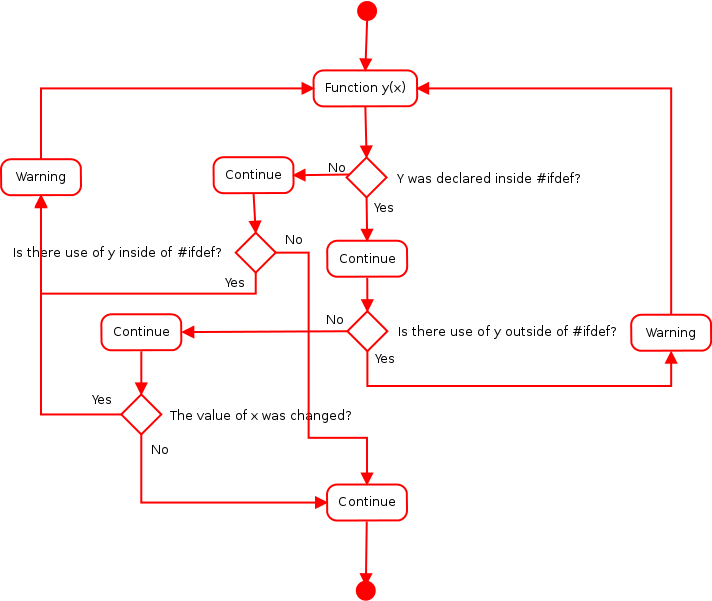 Function y(x)
No
Continue
Warning
Y was declared inside #ifdef?
Yes
No
Is there use of y inside of #ifdef?
Continue
Yes
No
Continue
Is there use of y outside of #ifdef?
Warning
Yes
Yes
The value of x was changed?
No
Continue